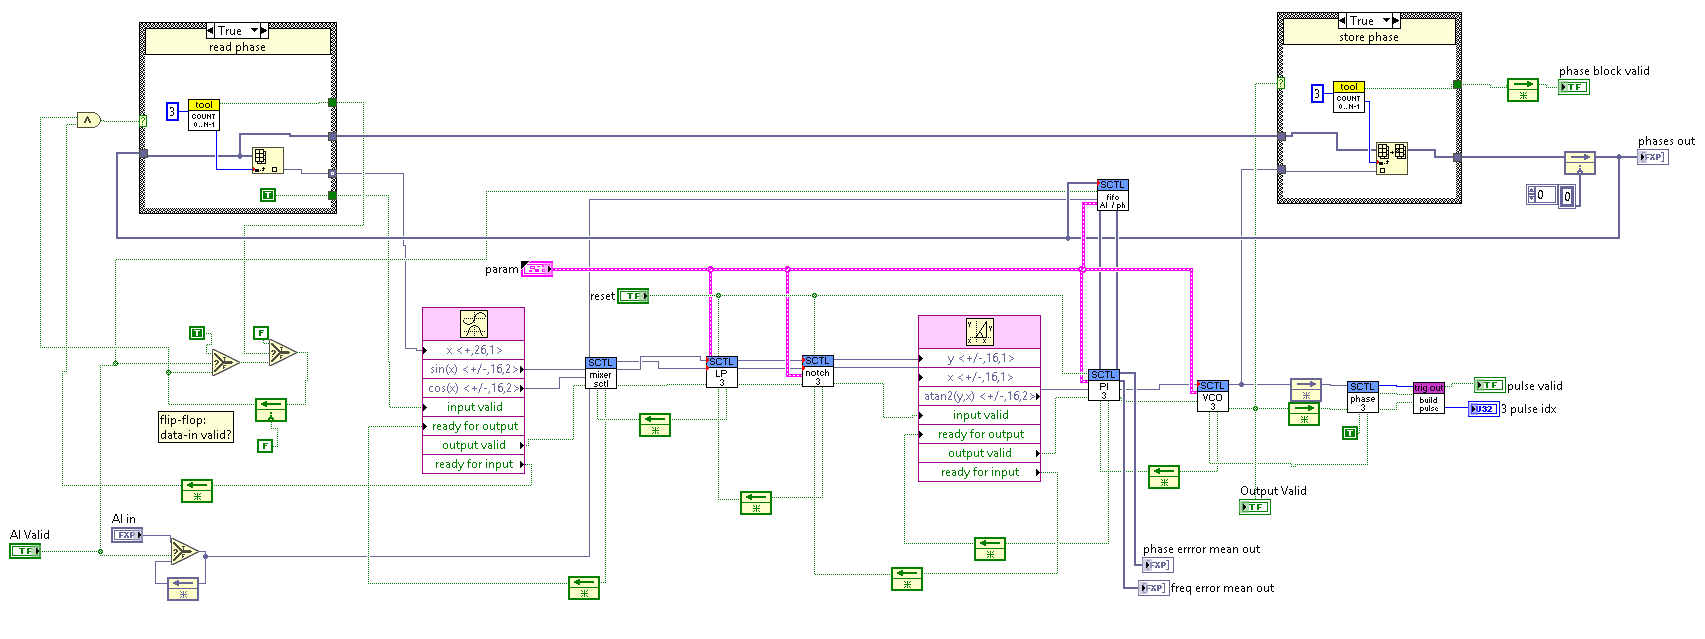 True
read phase
tool
3
COUNT
0...N-1
T
True
store phase
tool
3
COUNT
0...N-1
phase block valid
TF
phases out
FXP
0
0
SCTL
fifo
AI / ph
param
reset
TF
x <+,26,1>
sin(x) <+/-,16,2>
cos(x) <+/-,16,2>
input valid
ready for output
output valid
ready for input
SCTL
mixer
sctl
SCTL
LP
3
SCTL
notch
3
y <+/-,16,1>
x <+/-,16,1>
atan2(y,x) <+/-,16,2>
input valid
ready for output
output valid
ready for input
SCTL
PI
3
SCTL
VCO
3
SCTL
phase
3
T
trig out
build
pulse
TF
pulse valid
U32
3 pulse idx
T
F
F
flip-flop:
data-in valid?
Output Valid
TF
AI in
FXP
AI Valid
TF
phase errror mean out
FXP
freq error mean out
FXP